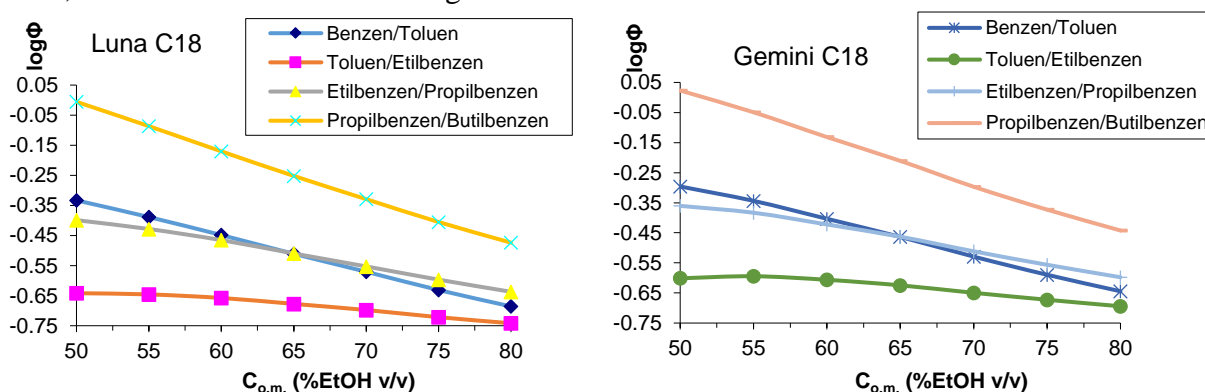 Luna C18
logΦ
Benzen/Toluen
Toluen/Etilbenzen
Etilbenzen/Propilbenzen
Propilbenzen/Butilbenzen
0.05
-0.05
-0.15
-0.25
-0.35
-0.45
-0.55
-0.65
-0.75
50 55 60 65 70 75 80
Co.m. (%EtOH v/v)
Gemini C18
logΦ
Benzen/Toluen
Toluen/Etilbenzen
Etilbenzen/Propilbenzen
Propilbenzen/Butilbenzen
0.05
-0.05
-0.15
-0.25
-0.35
-0.45
-0.55
-0.65
-0.75
50 55 60 65 70 75 80
Co.m. (%EtOH v/v)